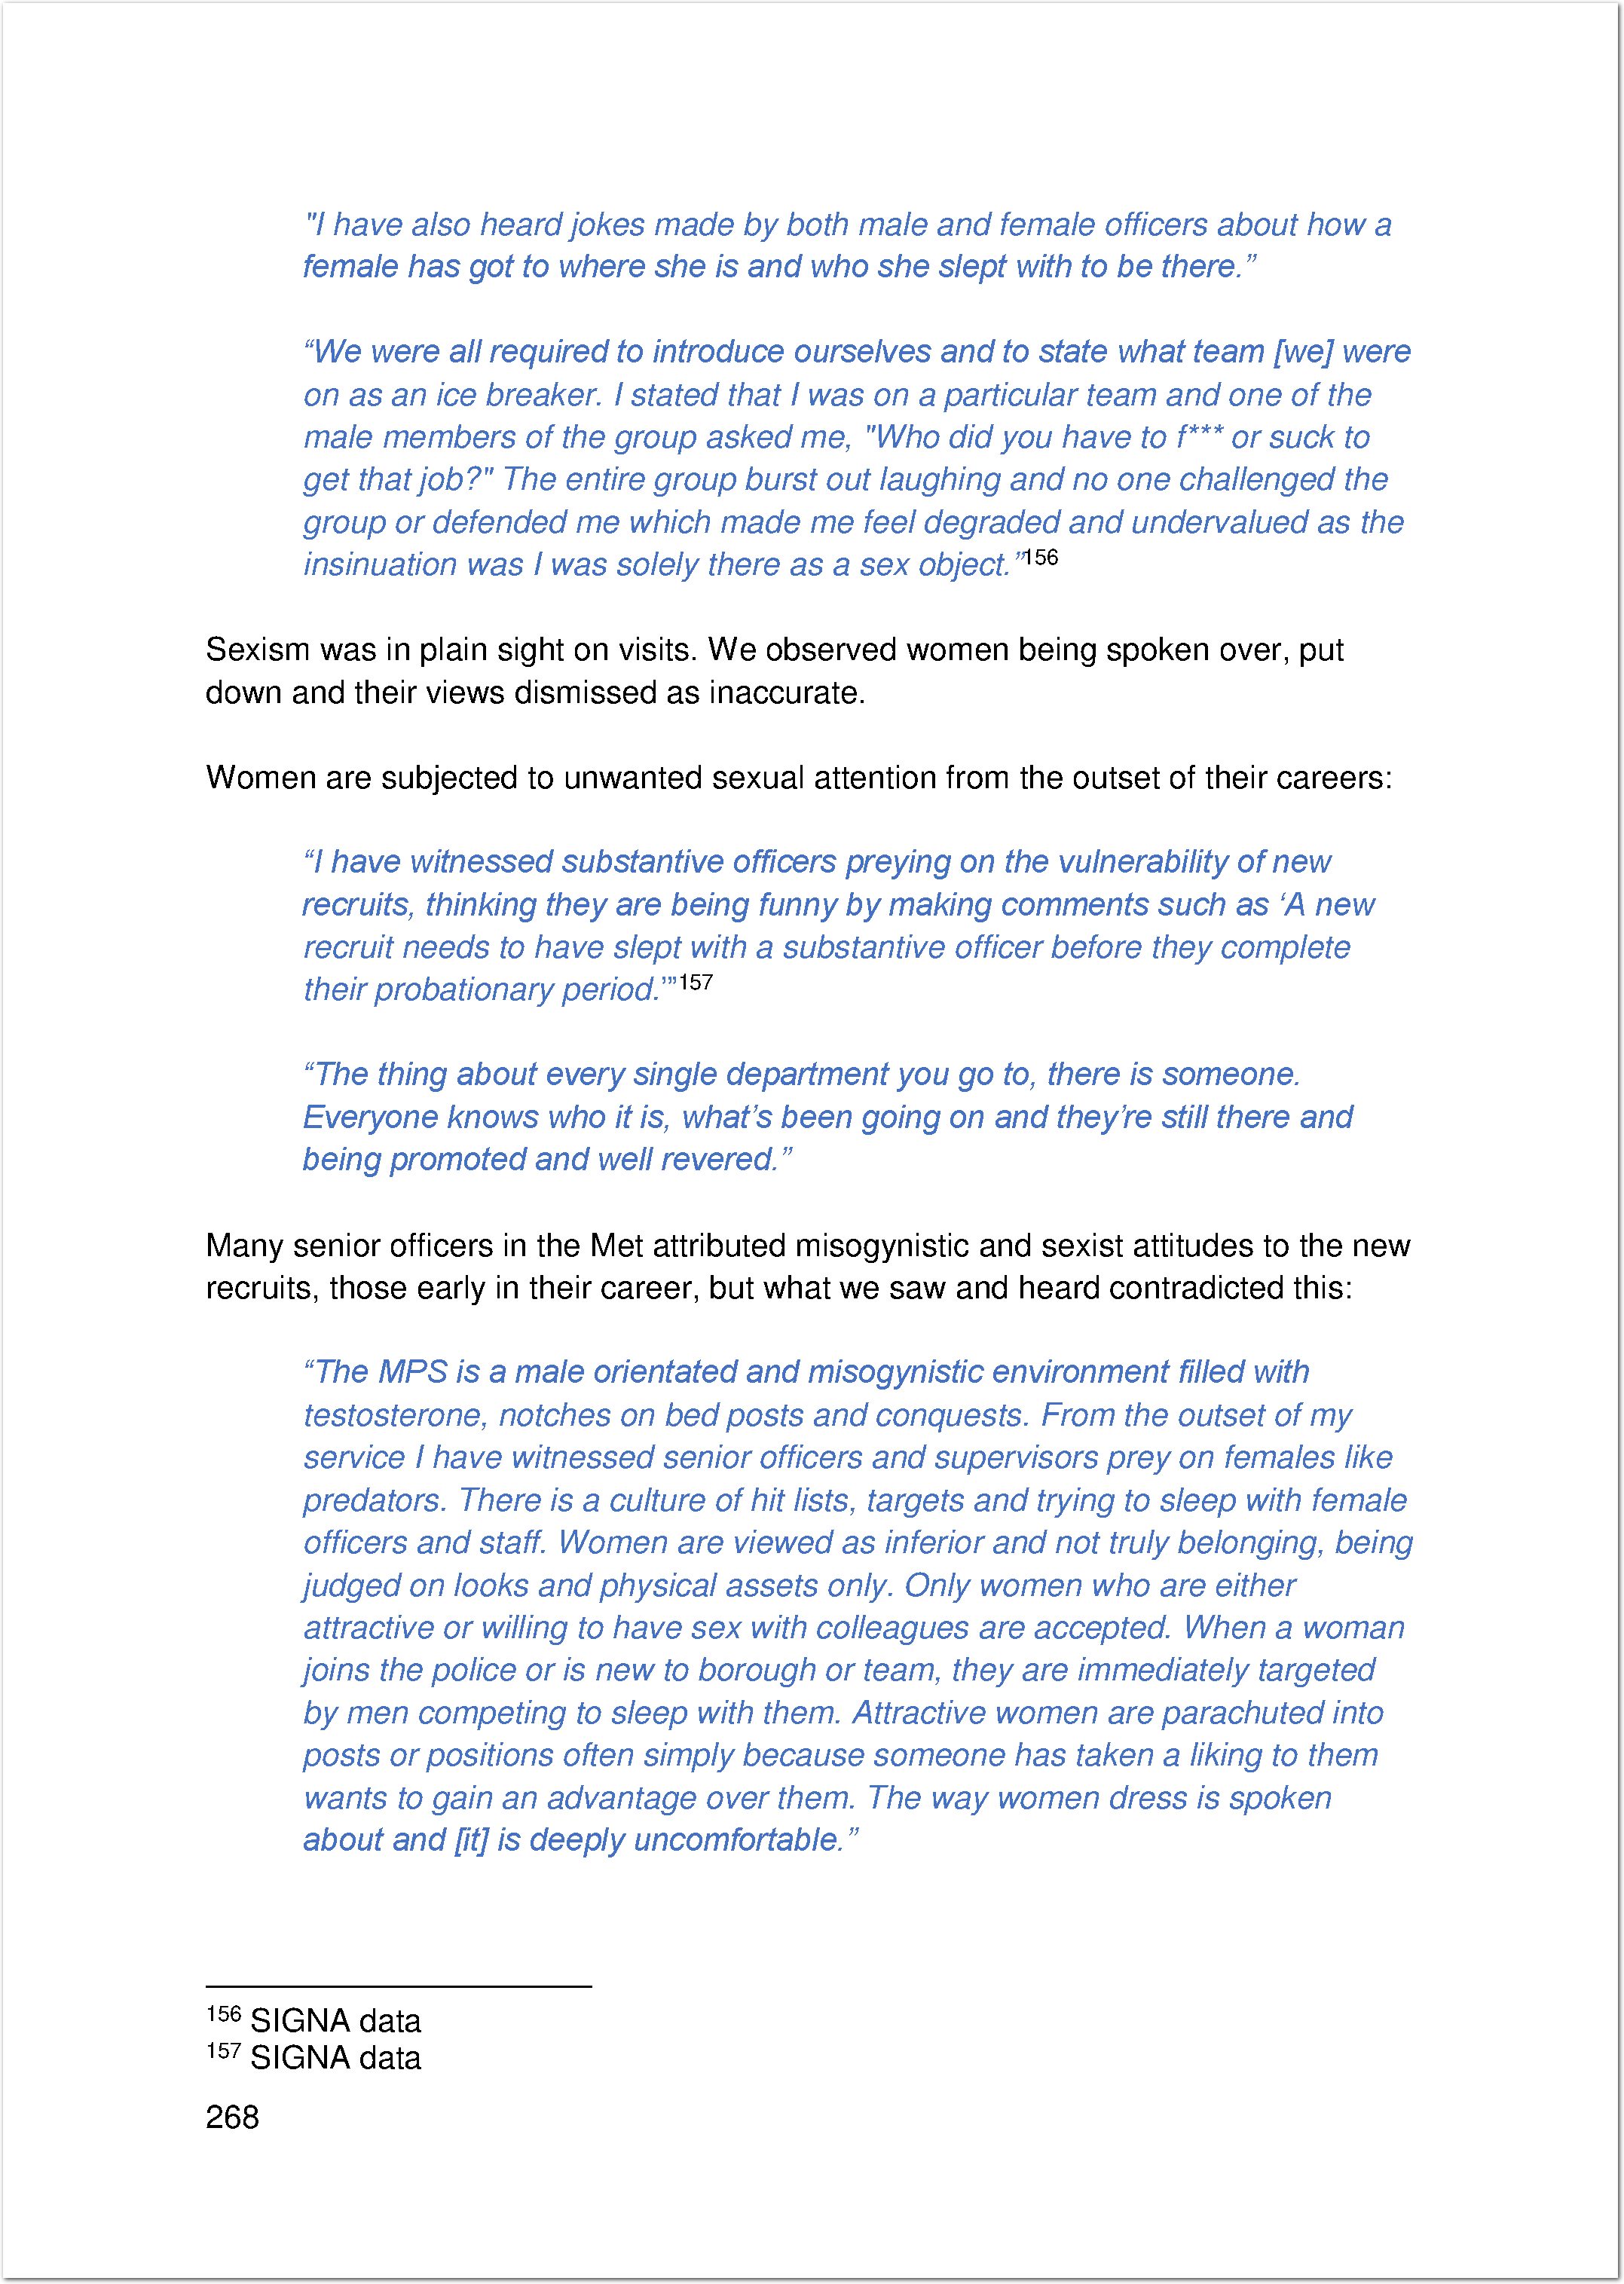 "I have also heard jokes made by both male and female officers about how a
female has got to where she is and who she slept with to be there.”
“We were all required to introduce ourselves and to state what team [we] were
on as an ice breaker. I stated that I was on a particular team and one of the
male members of the group asked me, "Who did you have to f*** or suck to
get that job?" The entire group burst out laughing and no one challenged the
group or defended me which made me feel degraded and undervalued as the
insinuation was I was solely there as a sex object.”156
Sexism was in plain sight on visits. We observed women being spoken over, put
down and their views dismissed as inaccurate.
Women are subjected to unwanted sexual attention from the outset of their careers:
“I have witnessed substantive officers preying on the vulnerability of new
recruits, thinking they are being funny by making comments such as ‘A new
recruit needs to have slept with a substantive officer before they complete
their probationary period.’”157
“The thing about every single department you go to, there is someone.
Everyone knows who it is, what’s been going on and they’re still there and
being promoted and well revered.”
Many senior officers in the Met attributed misogynistic and sexist attitudes to the new
recruits, those early in their career, but what we saw and heard contradicted this:
“The MPS is a male orientated and misogynistic environment filled with
testosterone, notches on bed posts and conquests. From the outset of my
service I have witnessed senior officers and supervisors prey on females like
predators. There is a culture of hit lists, targets and trying to sleep with female
officers and staff. Women are viewed as inferior and not truly belonging, being
judged on looks and physical assets only. Only women who are either
attractive or willing to have sex with colleagues are accepted. When a woman
joins the police or is new to borough or team, they are immediately targeted
by men competing to sleep with them. Attractive women are parachuted into
posts or positions often simply because someone has taken a liking to them
wants to gain an advantage over them. The way women dress is spoken
about and [it] is deeply uncomfortable.”
156 SIGNA data
157 SIGNA data
268